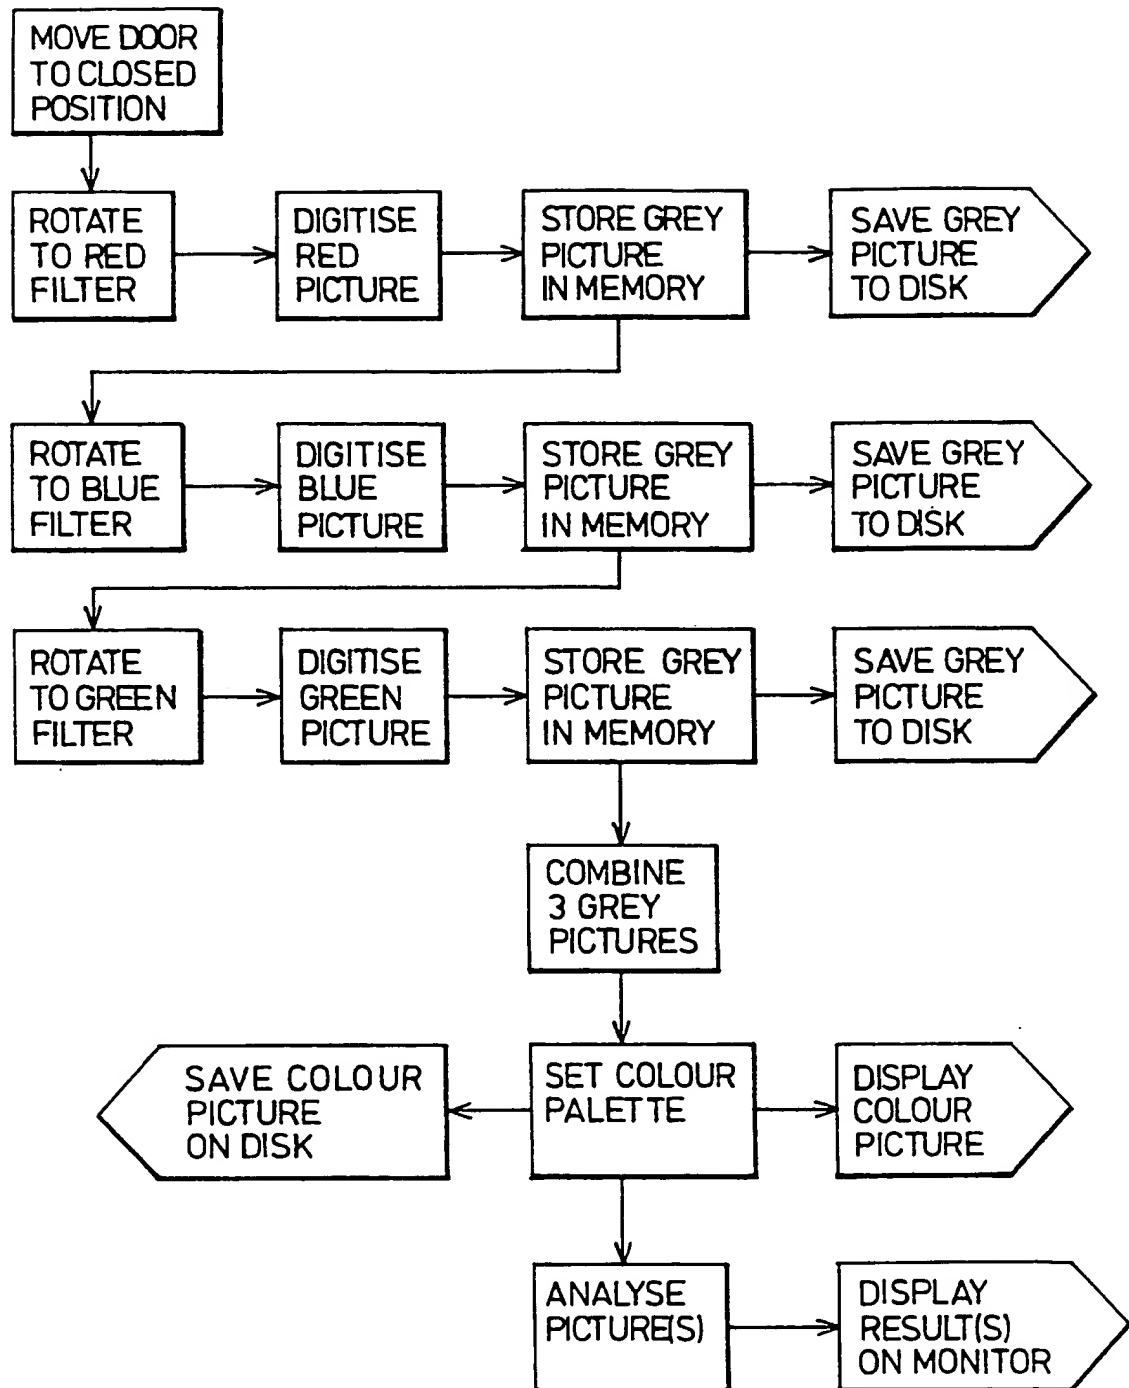 MOVE DOOR
TO CLOSED
POSITION
ROTATE
TO RED
FILTER
DIGITISE
RED
PICTURE
STORE GREY
PICTURE
IN MEMORY
SAVE GREY
PICTURE
TO DISK
ROTATE
TO BLUE
FILTER
DIGITISE
BLUE
PICTURE
STORE GREY
PICTURE
IN MEMORY
SAVE GREY
PICTURE
TO DISK
ROTATE
TO GREEN
FILTER
DIGITISE
GREEN
PICTURE
STORE GREY
PICTURE
IN MEMORY
SAVE GREY
PICTURE
TO DISK
COMBINE
3 GREY
PICTURES
SAVE COLOUR
PICTURE
ON DISK
SET COLOUR
PALETTE
DISPLAY
COLOUR
PICTURE
ANALYSE
PICTURE(S)
DISPLAY
RESULT(S)
ON MONITOR